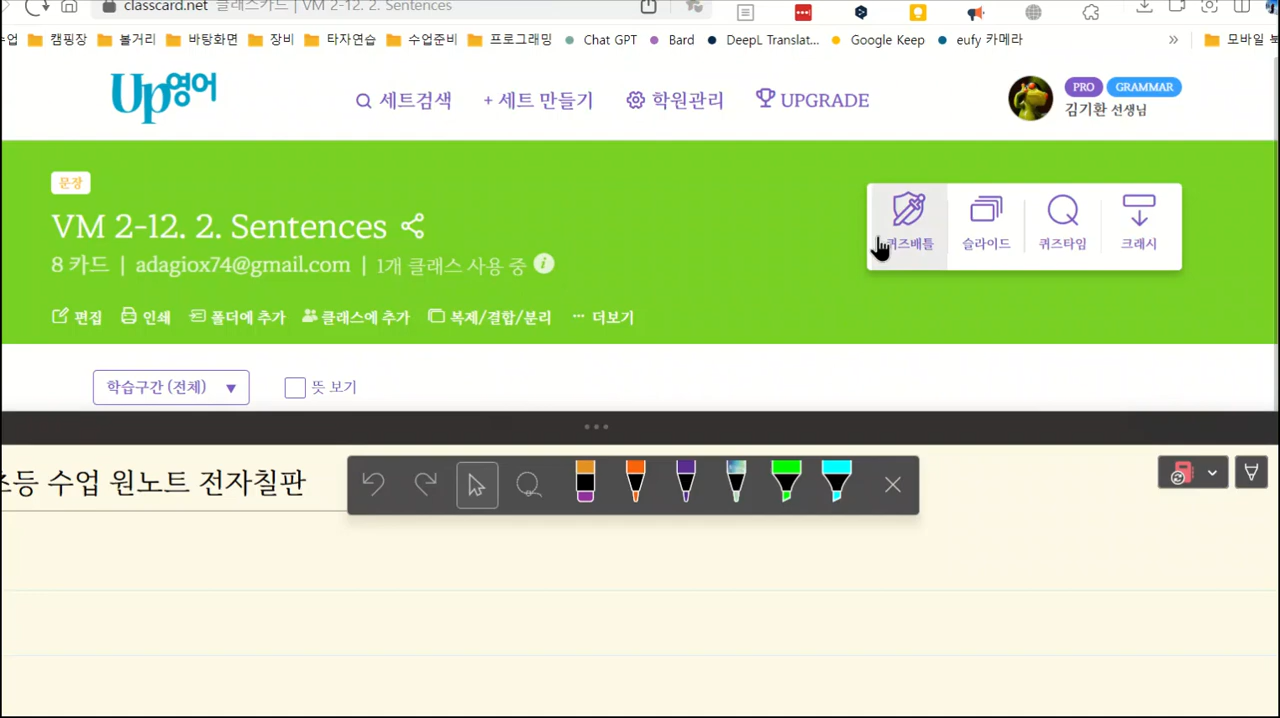 classcard.net 클래스카드 | VM 2-12. 2. Sentences
캠핑장 볼거리 바탕화면 장비 타자연습 수업준비 프로그래밍 Chat GPT Bard DeepL Translat... Google Keep eufy 카메라 » 모바일
Up영어 세트검색 + 세트 만들기 학원관리 UPGRADE PRO GRAMMAR
김기환 선생님
문장
VM 2-12. 2. Sentences
8 카드 | adagiox74@gmail.com | 1개 클래스 사용 중
퀴즈배틀 슬라이드 퀴즈타임 크래시
편집 인쇄 폴더에 추가 클래스에 추가 복제/결합/분리 ··· 더보기
학습구간 (전체) 뜻 보기
초등 수업 원노트 전자칠판